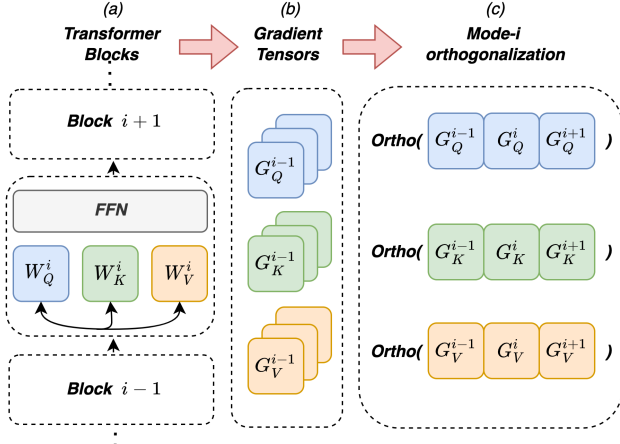 (a)
Transformer
Blocks
(b)
Gradient
Tensors
(c)
Mode-i
orthogonalization
Block $i+1$
FFN
$W_Q^i$ $W_K^i$ $W_V^i$
Block $i-1$
$G_Q^{i-1}$
$G_K^{i-1}$
$G_V^{i-1}$
Ortho( $G_Q^{i-1}$ $G_Q^i$ $G_Q^{i+1}$ )
Ortho( $G_K^{i-1}$ $G_K^i$ $G_K^{i+1}$ )
Ortho( $G_V^{i-1}$ $G_V^i$ $G_V^{i+1}$ )